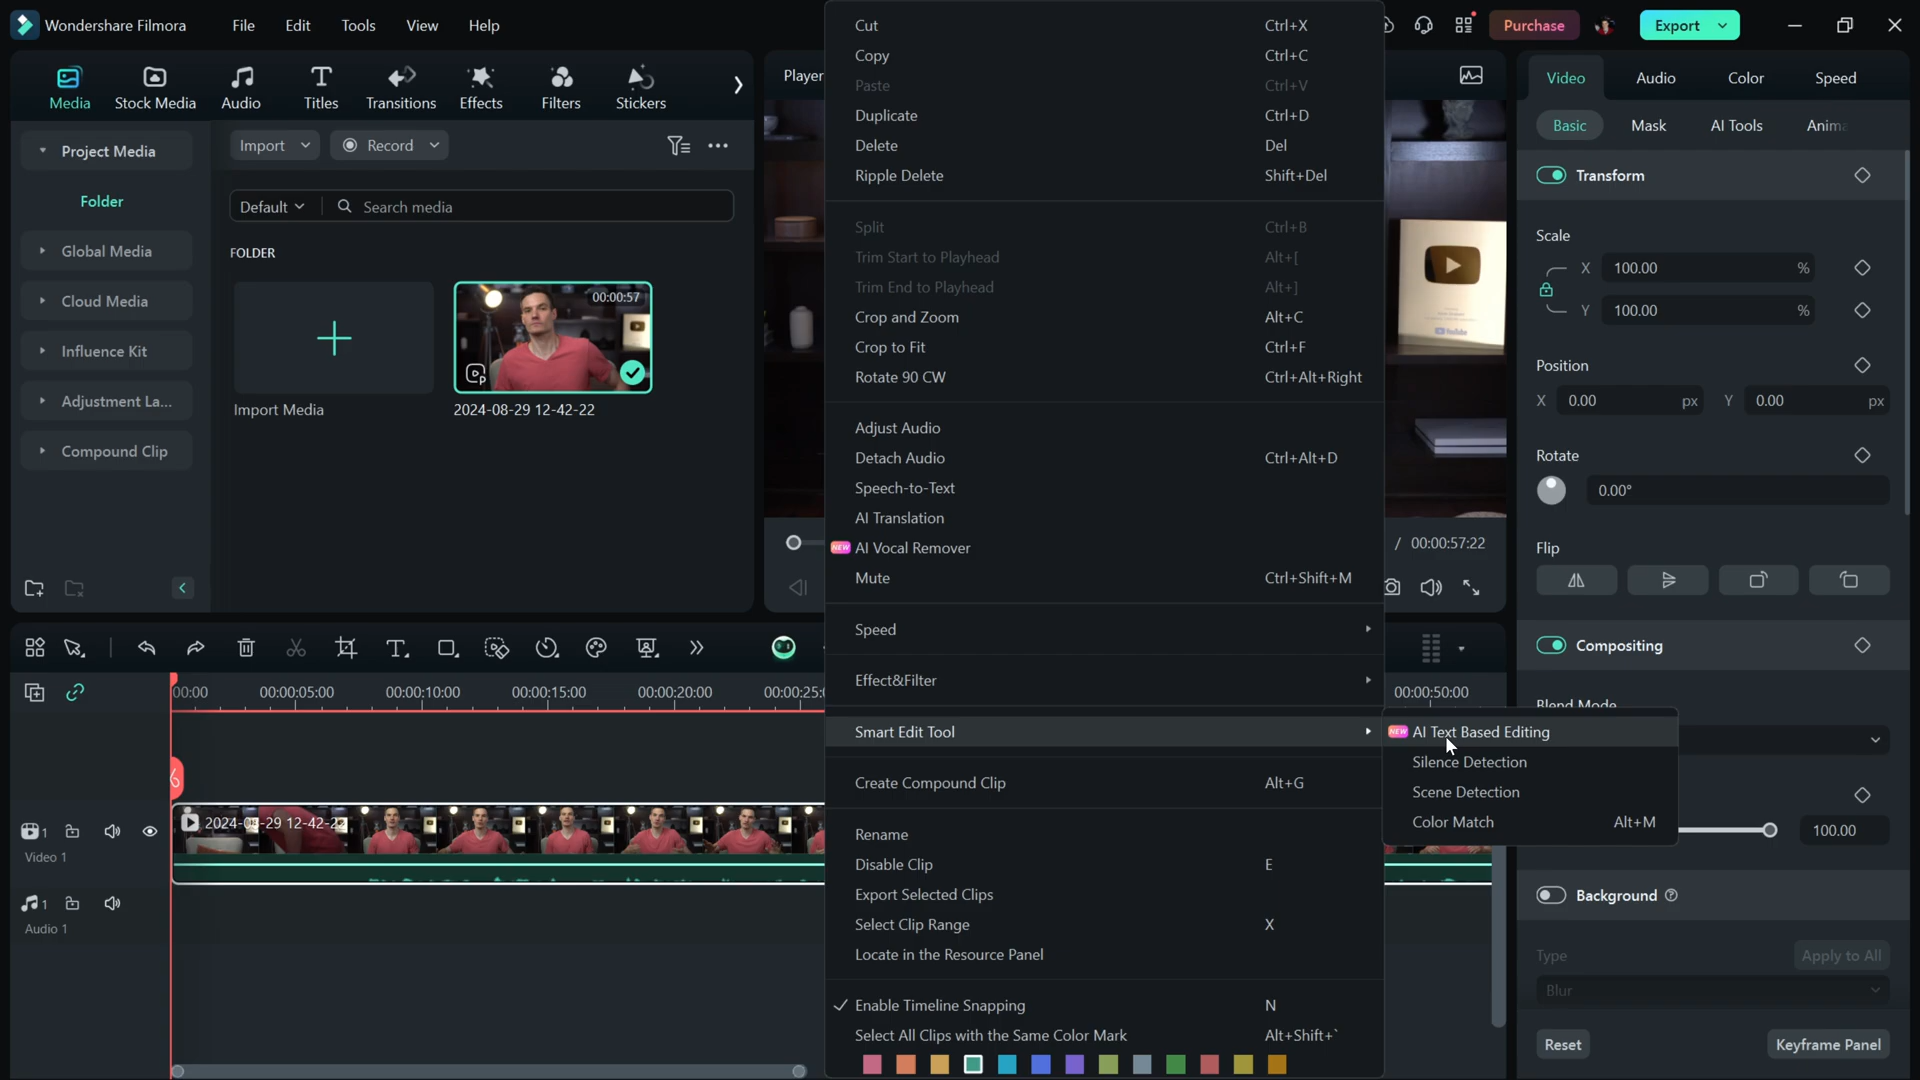 Wondershare Filmora
File
Edit
Tools
View
Help
Purchase
Export
Media
Stock Media
Audio
Titles
Transitions
Effects
Filters
Stickers
Project Media
Folder
Global Media
Cloud Media
Influence Kit
Adjustment La...
Compound Clip
Import
Record
Default
Search media
FOLDER
Import Media
00:00:57
2024-08-29 12-42-22
Player
/ 00:00:57:22
Cut Ctrl+X
Copy Ctrl+C
Paste Ctrl+V
Duplicate Ctrl+D
Delete Del
Ripple Delete Shift+Del
Split Ctrl+B
Trim Start to Playhead Alt+[
Trim End to Playhead Alt+]
Crop and Zoom Alt+C
Crop to Fit Ctrl+F
Rotate 90 CW Ctrl+Alt+Right
Adjust Audio
Detach Audio Ctrl+Alt+D
Speech-to-Text
AI Translation
NEW AI Vocal Remover
Mute Ctrl+Shift+M
Speed
Effect&Filter
Smart Edit Tool
Create Compound Clip Alt+G
Rename
Disable Clip E
Export Selected Clips
Select Clip Range X
Locate in the Resource Panel
Enable Timeline Snapping N
Select All Clips with the Same Color Mark Alt+Shift+`
NEW AI Text Based Editing
Silence Detection
Scene Detection
Color Match Alt+M
YouTube
Video
Audio
Color
Speed
Basic
Mask
AI Tools
Anima
Transform
Scale
X 100.00 %
Y 100.00 %
Position
X 0.00 px Y 0.00 px
Rotate
0.00°
Flip
Compositing
Blend Mode
100.00
Background
Type
Apply to All
Blur
Reset
Keyframe Panel
00:00 00:00:05:00 00:00:10:00 00:00:15:00 00:00:20:00 00:00:25:0 00:00:50:00
1
Video 1
2024-08-29 12-42-22
1
Audio 1